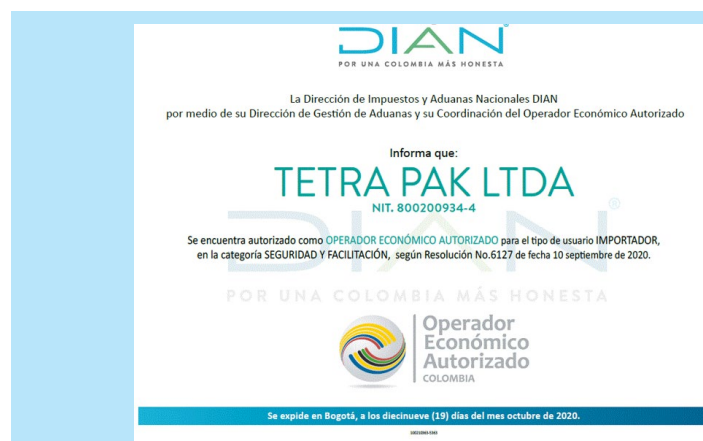 DIAN
POR UNA COLOMBIA MÁS HONESTA
La Dirección de Impuestos y Aduanas Nacionales DIAN
por medio de su Dirección de Gestión de Aduanas y su Coordinación del Operador Económico Autorizado
Informa que:
TETRA PAK LTDA
NIT. 800200934-4
DIAN®
Se encuentra autorizado como OPERADOR ECONÓMICO AUTORIZADO para el tipo de usuario IMPORTADOR,
en la categoría SEGURIDAD Y FACILITACIÓN, según Resolución No.6127 de fecha 10 septiembre de 2020.
POR UNA COLOMBIA MÁS HONESTA
Operador
Económico
Autorizado
COLOMBIA
Se expide en Bogotá, a los diecinueve (19) días del mes octubre de 2020.